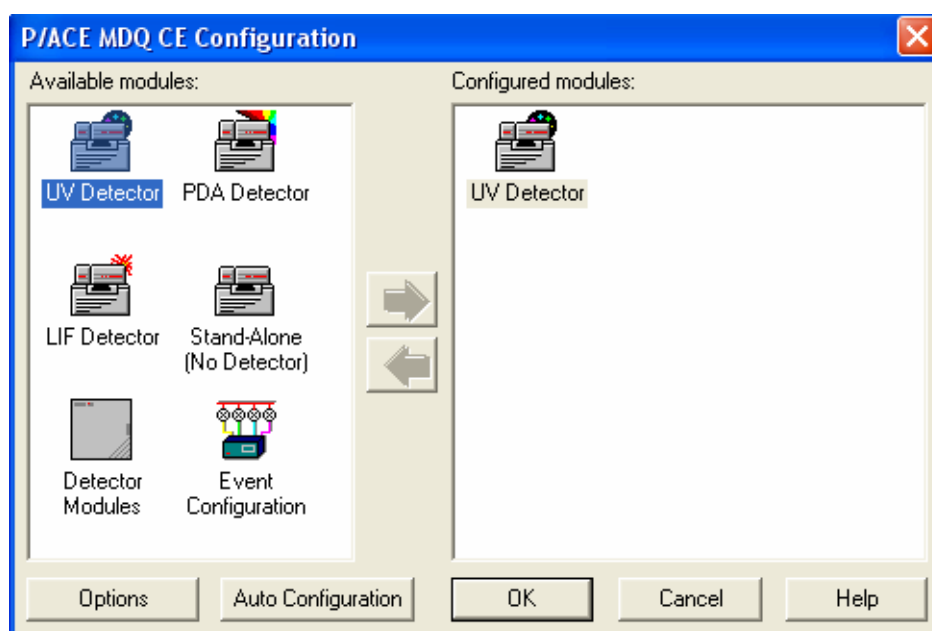 P/ACE MDQ CE Configuration
Available modules:
Configured modules:
UV Detector
PDA Detector
UV Detector
LIF Detector
Stand-Alone
(No Detector)
Detector
Modules
Event
Configuration
Options
Auto Configuration
OK
Cancel
Help